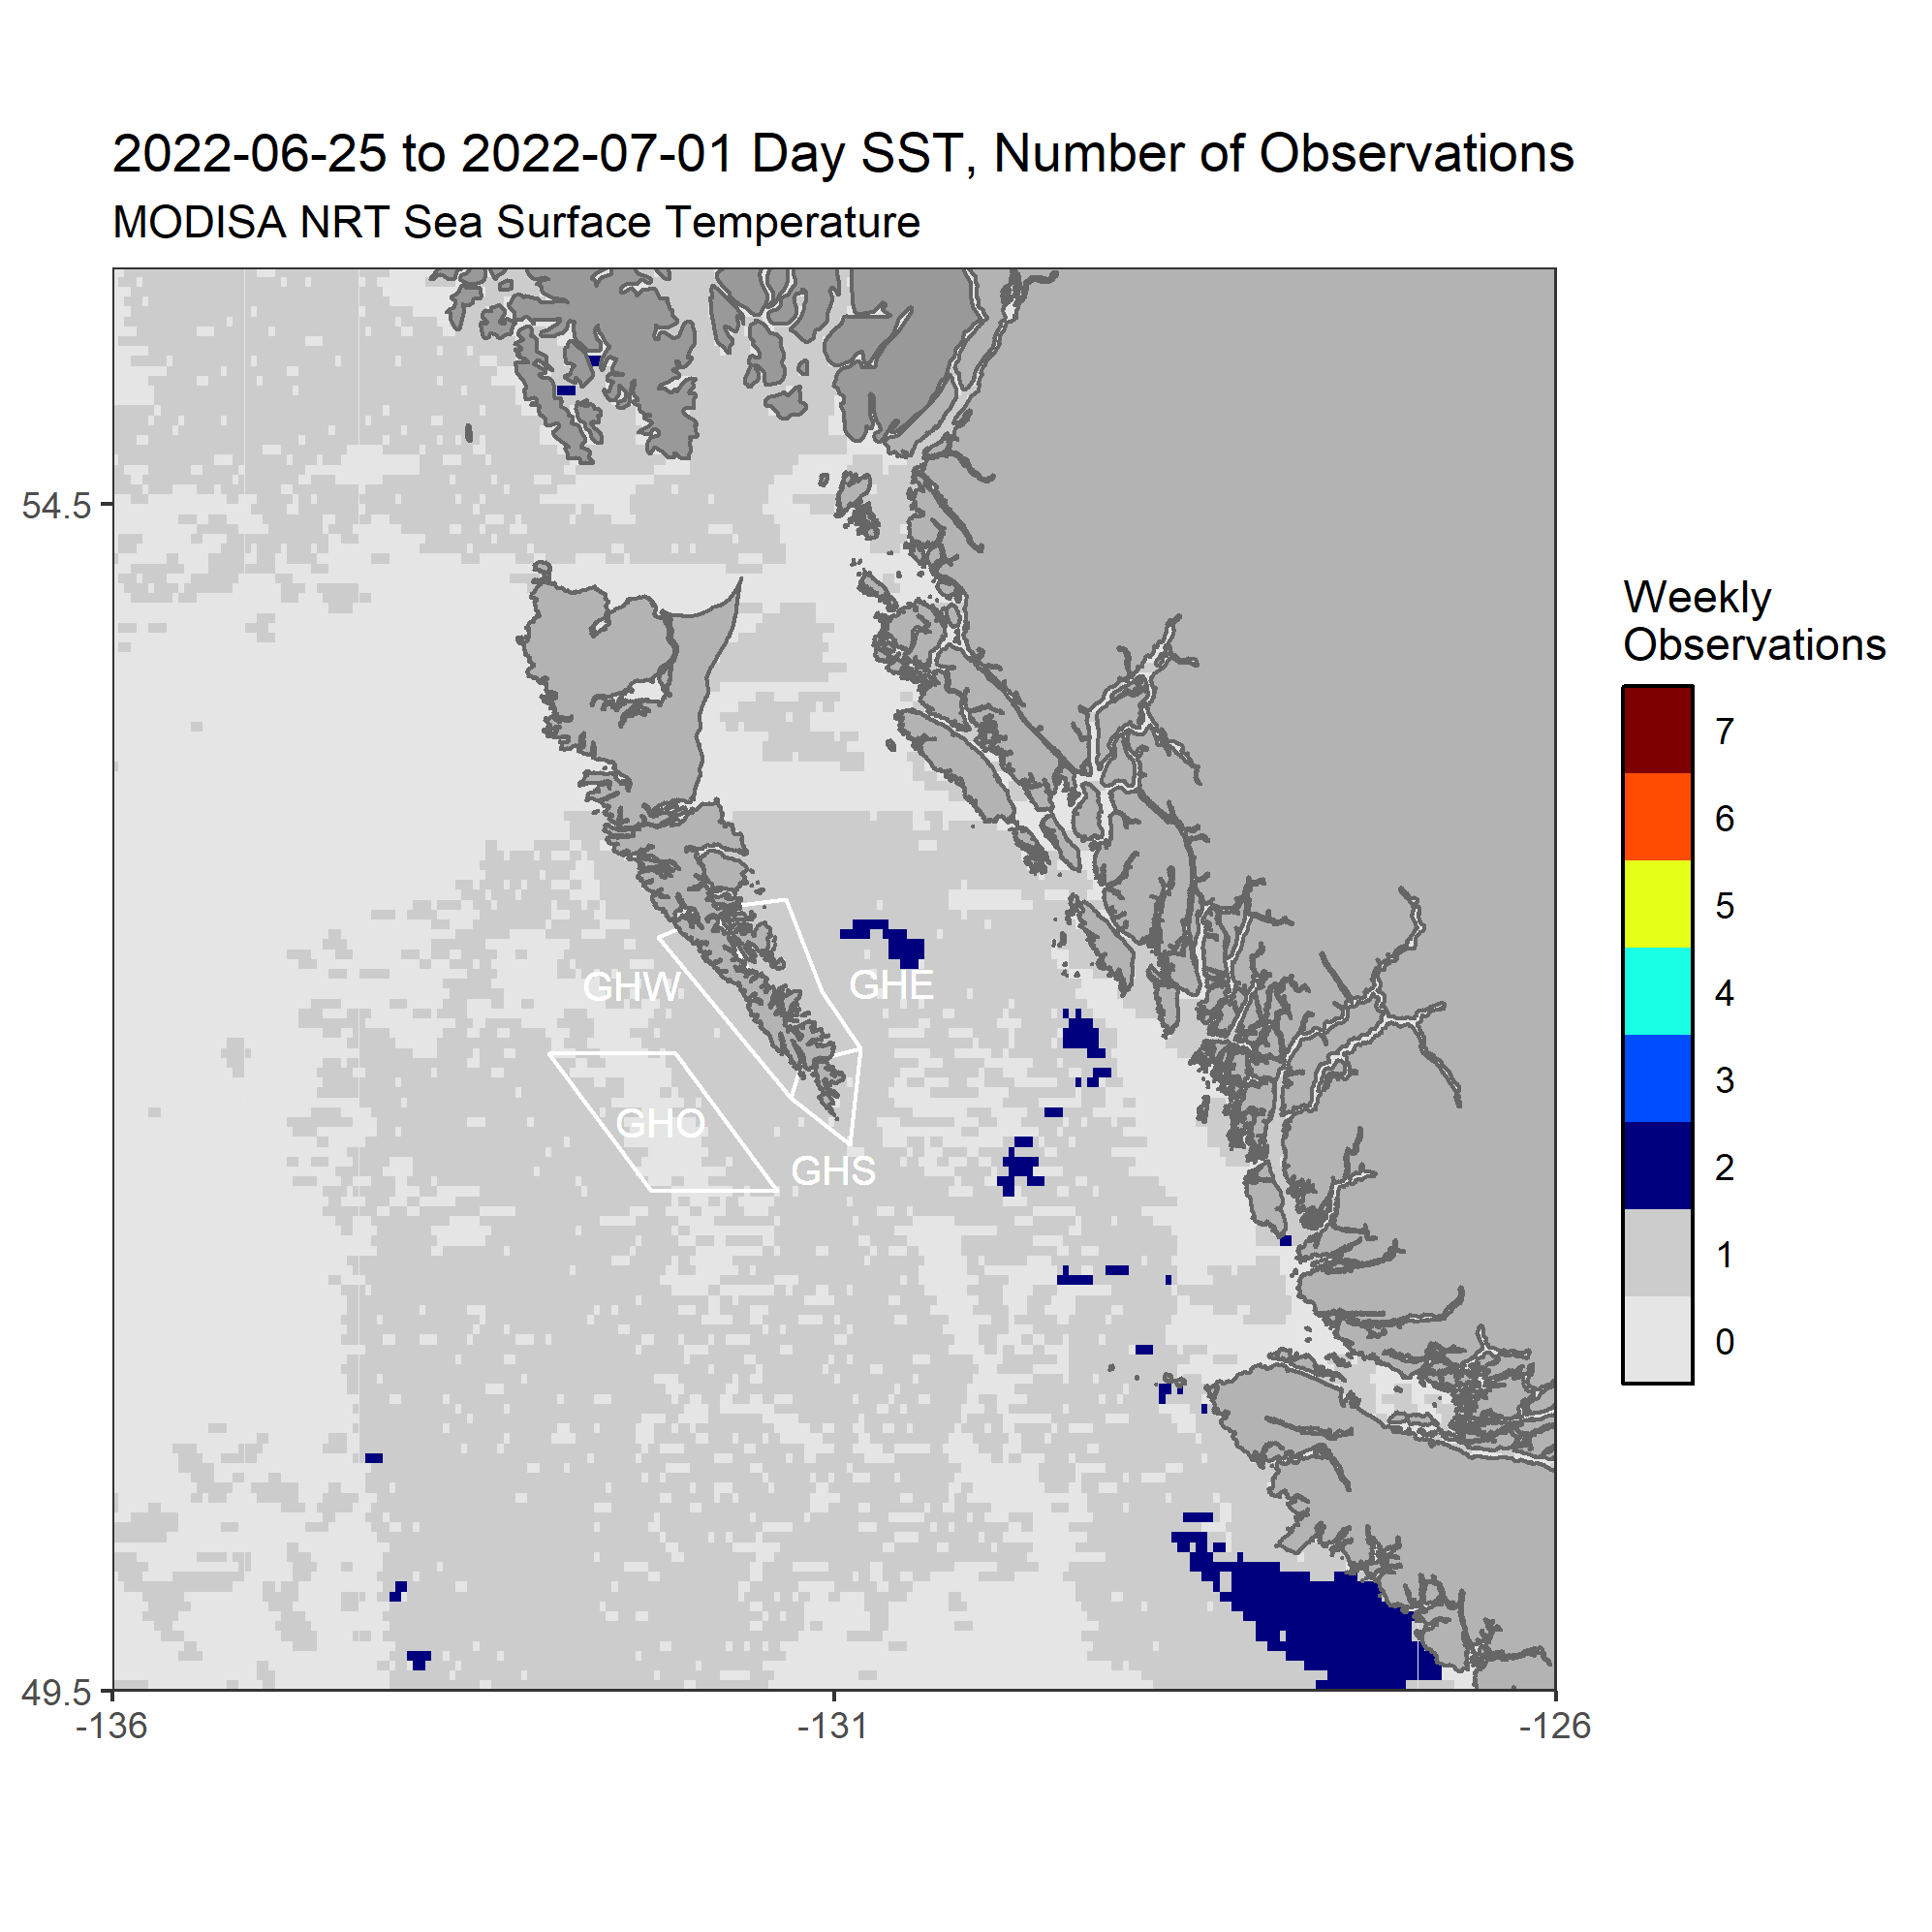 2022-06-25 to 2022-07-01 Day SST, Number of Observations
MODISA NRT Sea Surface Temperature
54.5
49.5
-136
-131
-126
GHW
GHE
GHO
GHS
Weekly
Observations
7
6
5
4
3
2
1
0